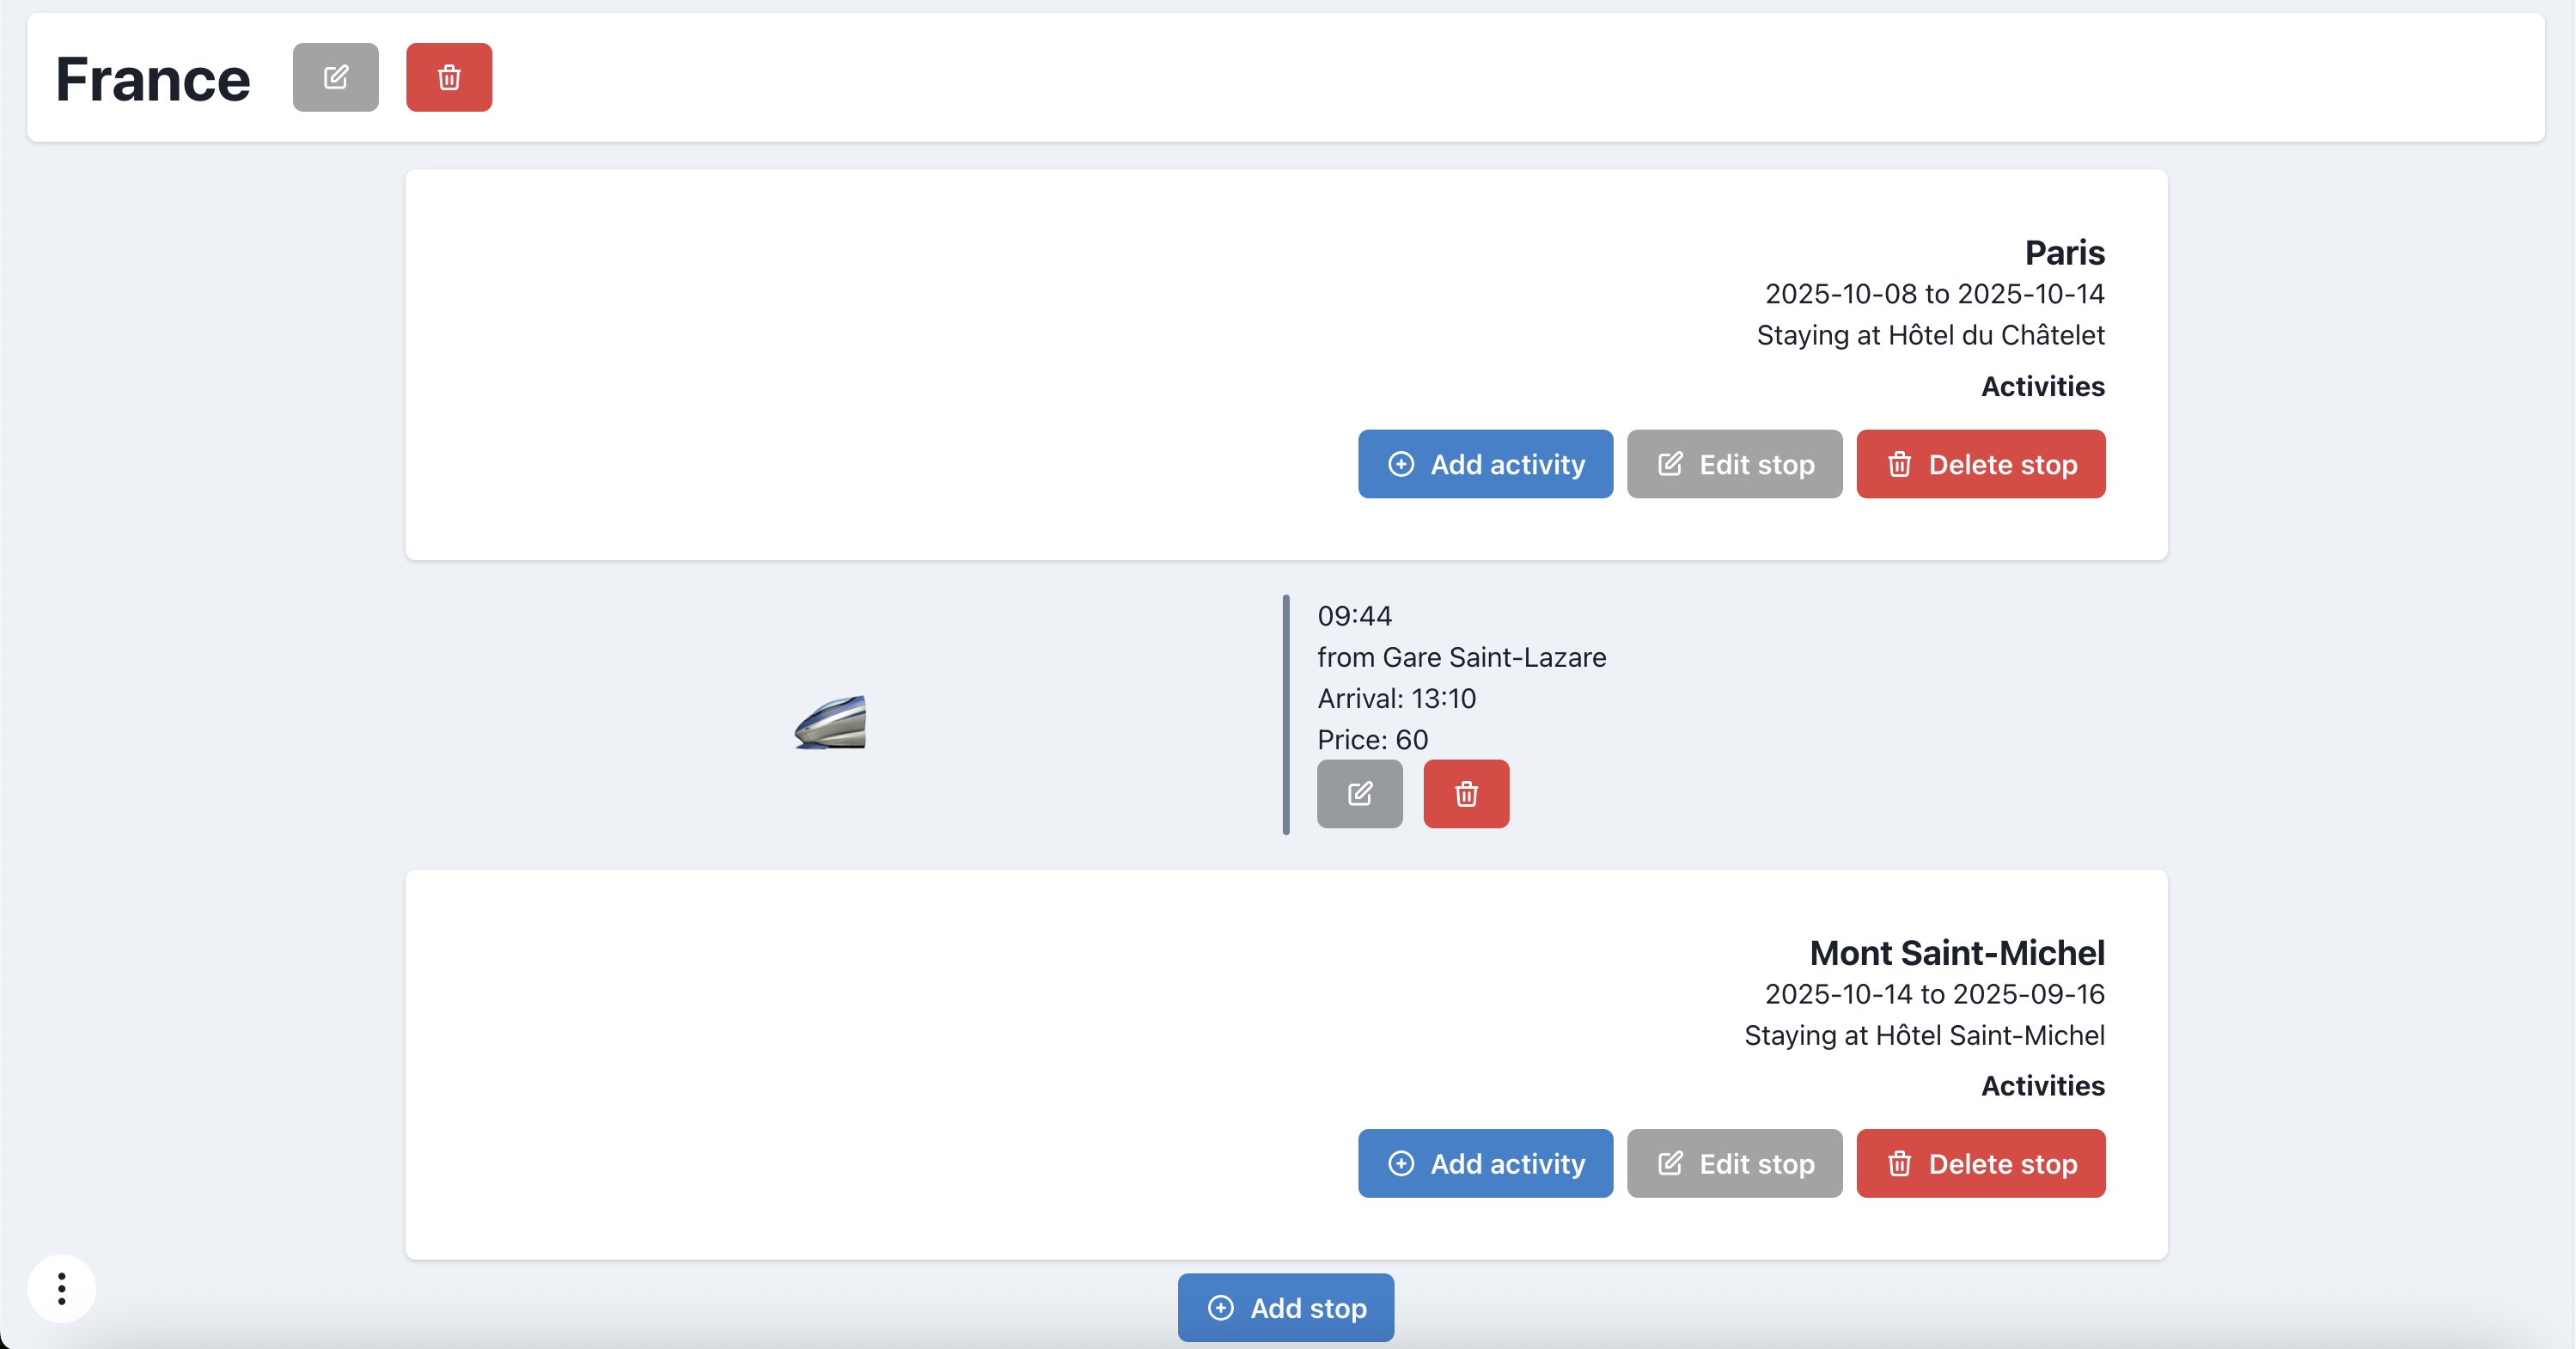 France
Paris
2025-10-08 to 2025-10-14
Staying at Hôtel du Châtelet
Activities
Add activity Edit stop Delete stop
09:44
from Gare Saint-Lazare
Arrival: 13:10
Price: 60
Mont Saint-Michel
2025-10-14 to 2025-09-16
Staying at Hôtel Saint-Michel
Activities
Add activity Edit stop Delete stop
Add stop